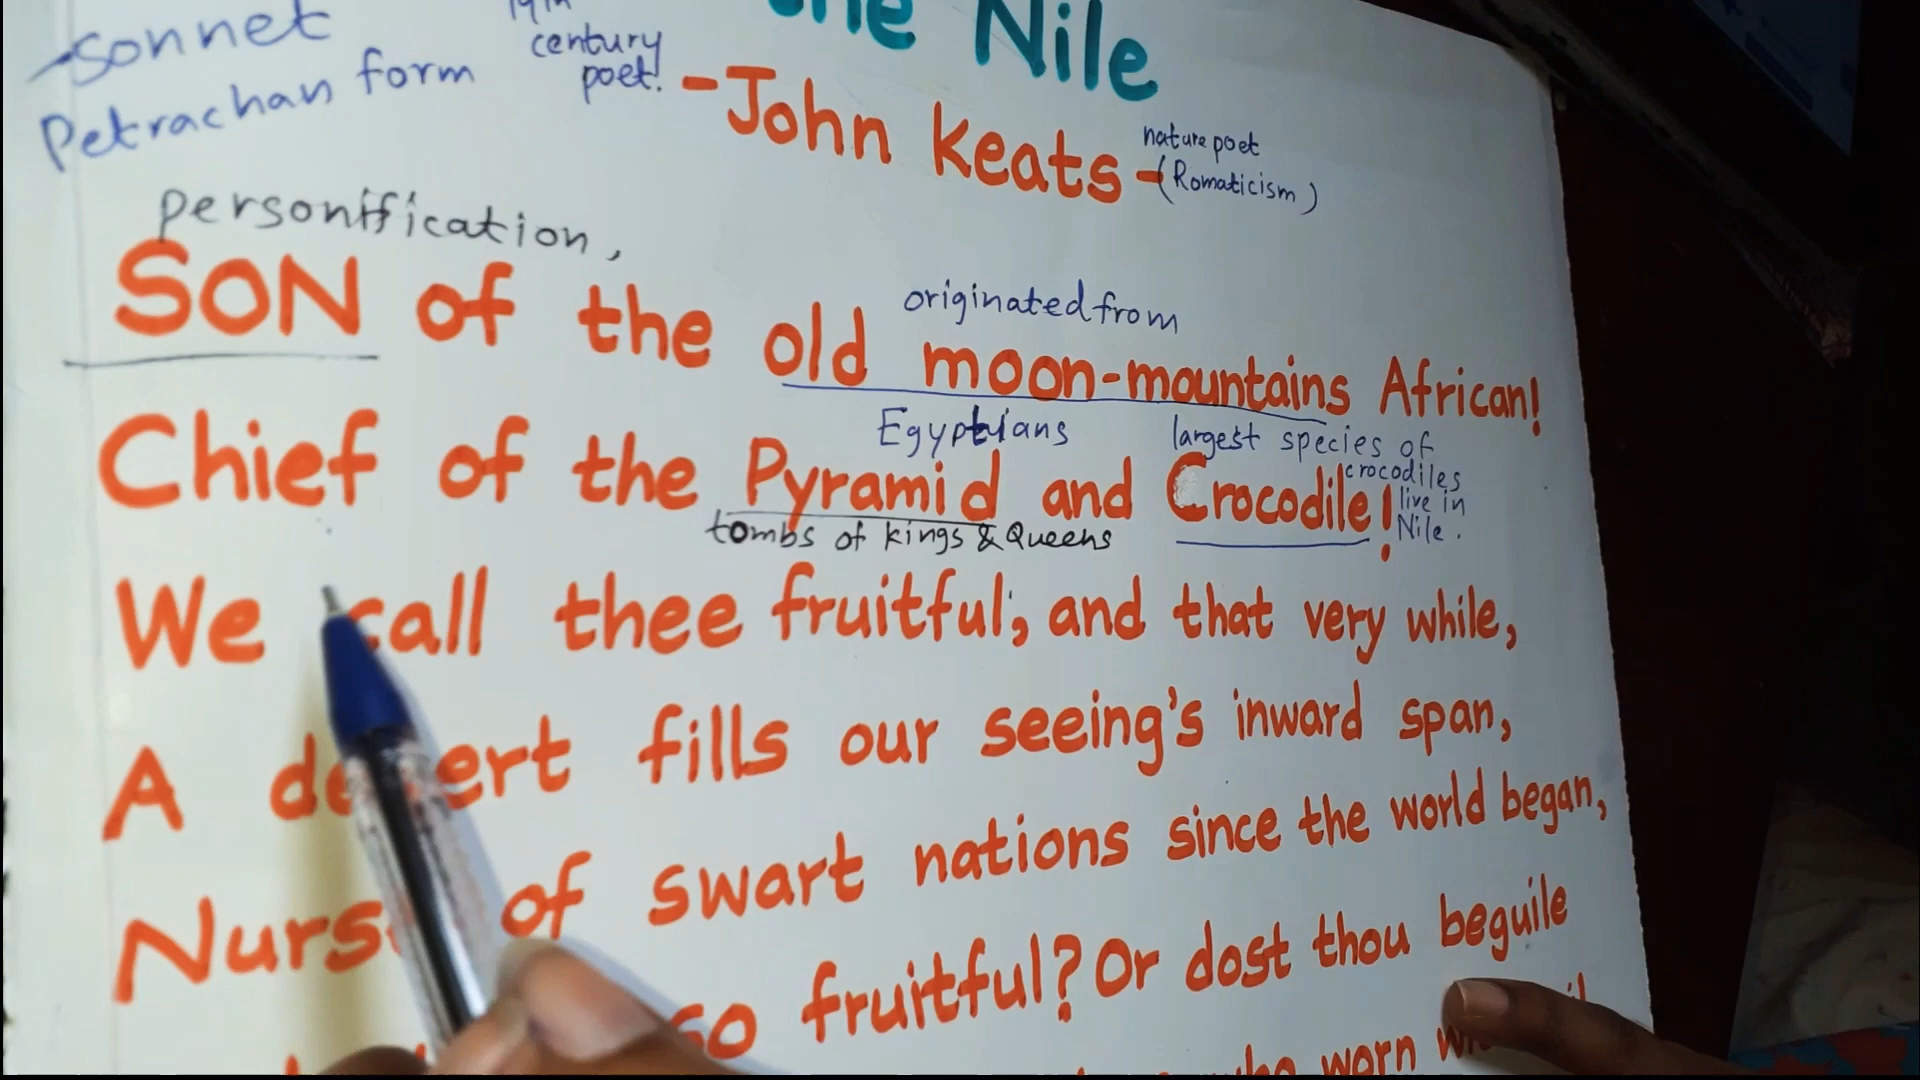 the Nile
sonnet
Petrachan form
19th
century
poet!
-John Keats-
nature poet
(Romaticism)
personification,
SON of the old moon-mountains African!
originated from
Chief of the Pyramid and Crocodile!
Egyptians
largest species of
crocodiles
live in
Nile.
tombs of kings & Queens
We call thee fruitful; and that very while,
A fills our seeing's inward span,
of swart nations since the world began,
so fruitful? Or dost thou beguile
worn